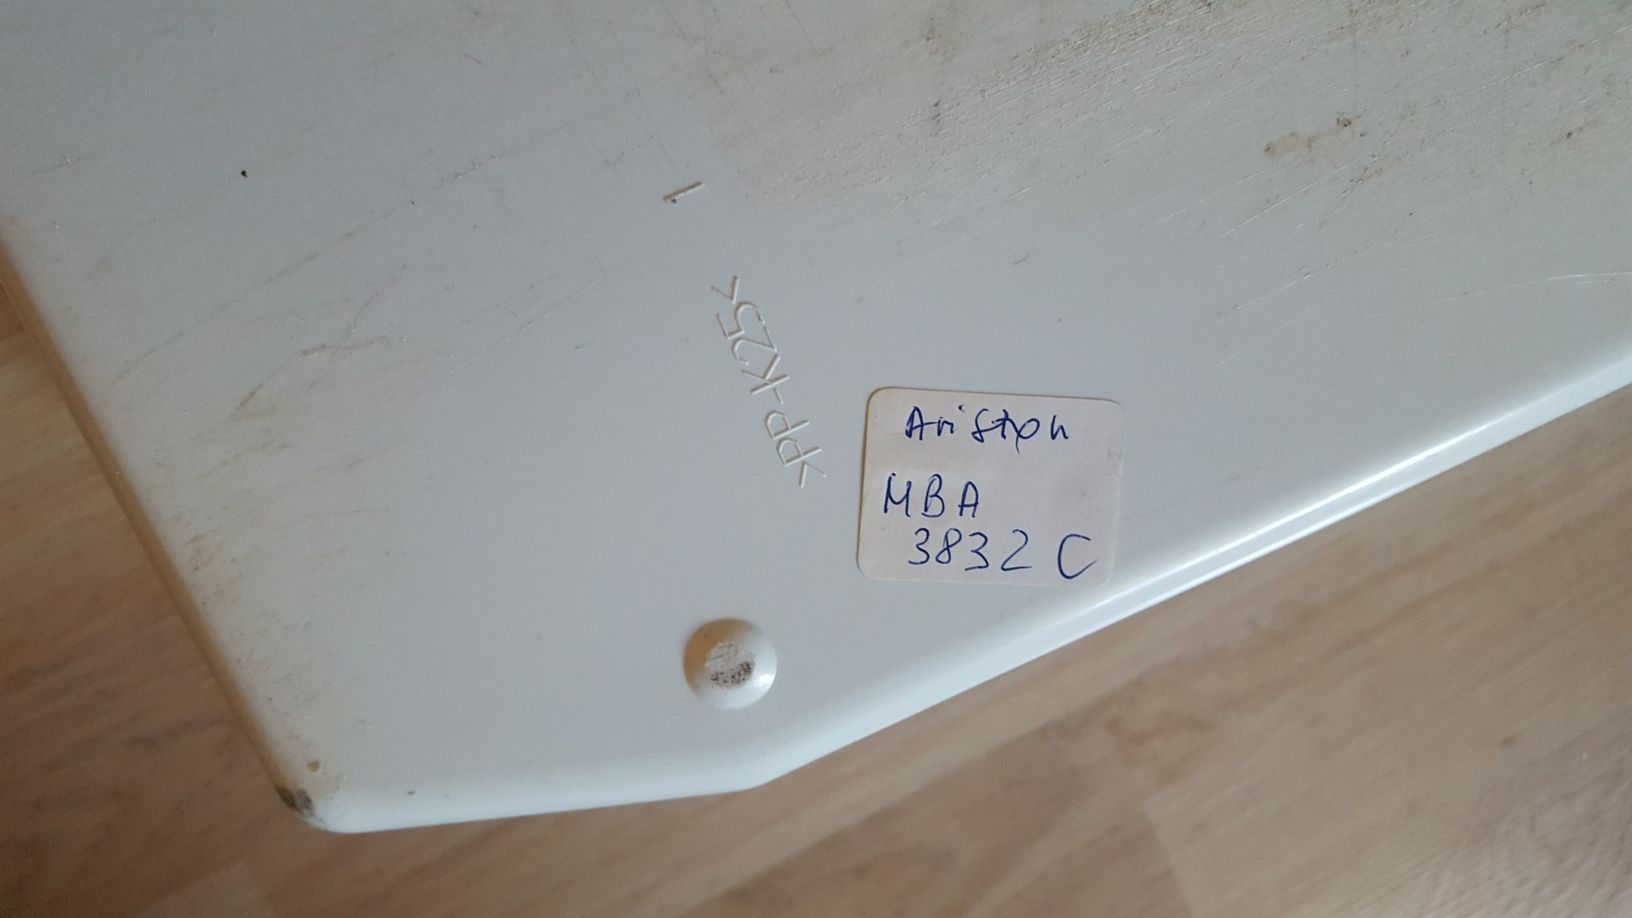 >PP-K25<
Ariston
MBA
3832 C